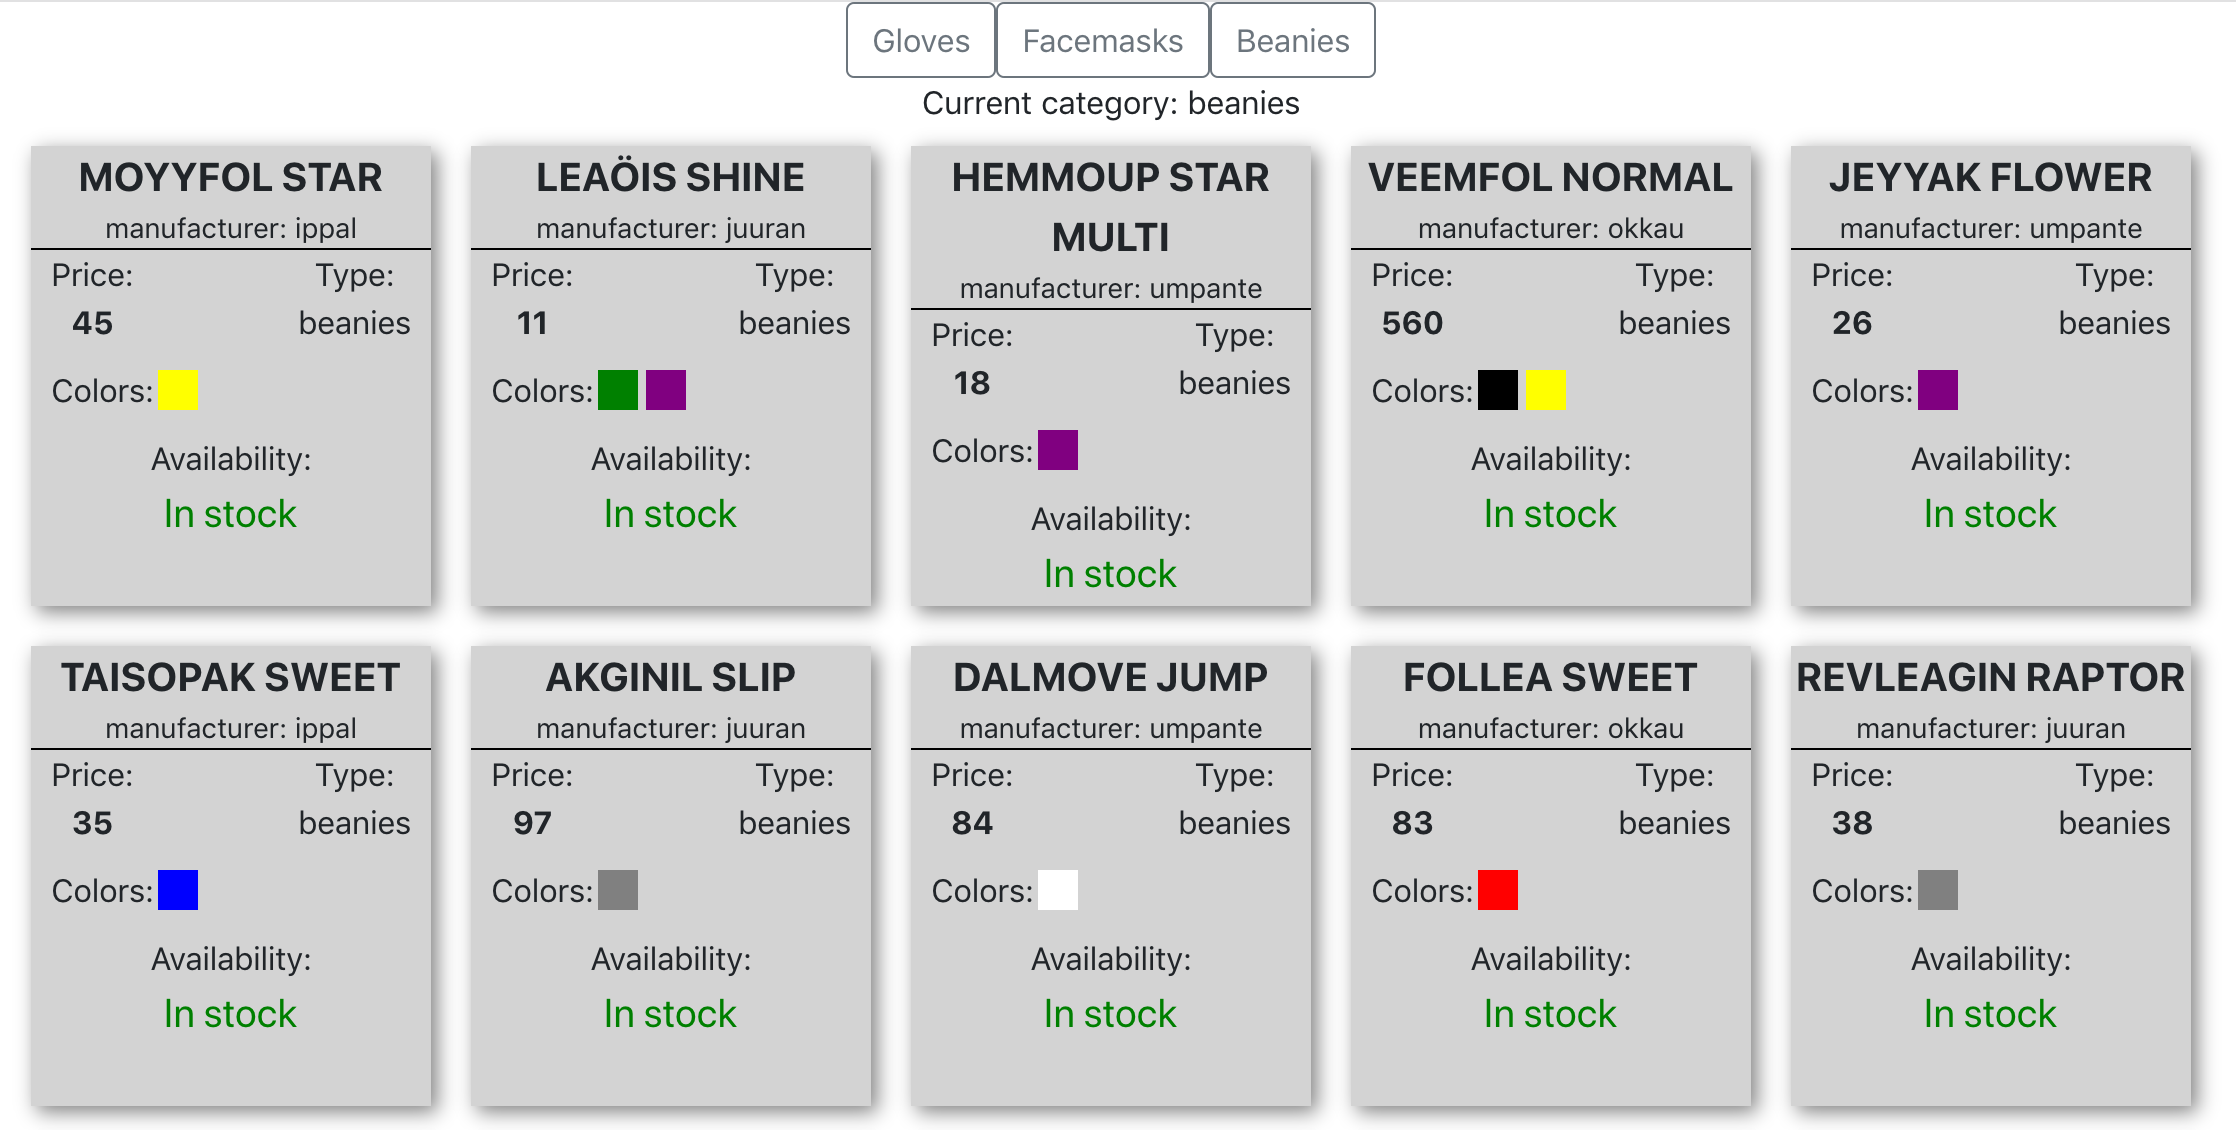 Gloves Facemasks Beanies
Current category: beanies
MOYYFOL STAR
manufacturer: ippal
Price: Type:
45 beanies
Colors:
Availability:
In stock
LEAÖIS SHINE
manufacturer: juuran
Price: Type:
11 beanies
Colors:
Availability:
In stock
HEMMOUP STAR
MULTI
manufacturer: umpante
Price: Type:
18 beanies
Colors:
Availability:
In stock
VEEMFOL NORMAL
manufacturer: okkau
Price: Type:
560 beanies
Colors:
Availability:
In stock
JEYYAK FLOWER
manufacturer: umpante
Price: Type:
26 beanies
Colors:
Availability:
In stock
TAISOPAK SWEET
manufacturer: ippal
Price: Type:
35 beanies
Colors:
Availability:
In stock
AKGINIL SLIP
manufacturer: juuran
Price: Type:
97 beanies
Colors:
Availability:
In stock
DALMOVE JUMP
manufacturer: umpante
Price: Type:
84 beanies
Colors:
Availability:
In stock
FOLLEA SWEET
manufacturer: okkau
Price: Type:
83 beanies
Colors:
Availability:
In stock
REVLEAGIN RAPTOR
manufacturer: juuran
Price: Type:
38 beanies
Colors:
Availability:
In stock